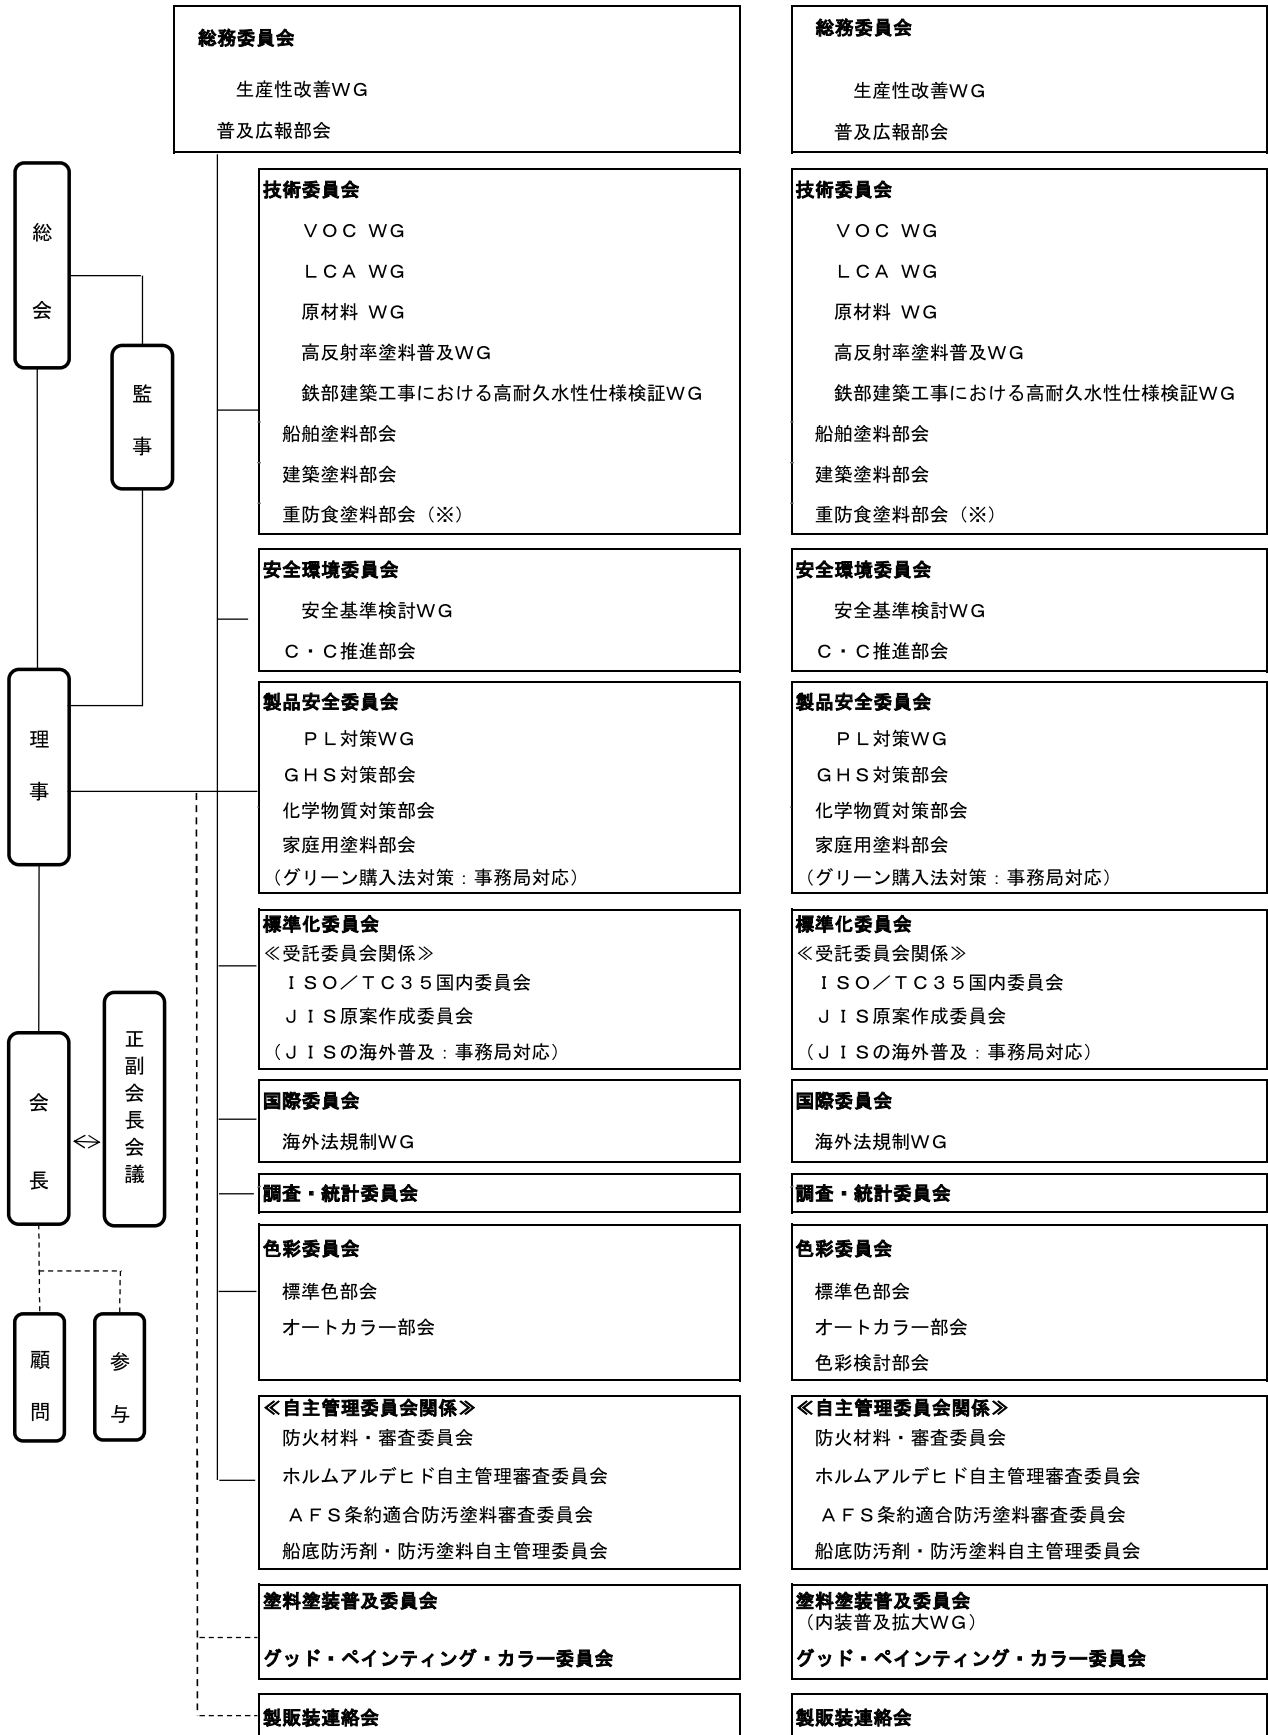 総会
監事
理事
会長
正副会長会議
顧問
参与
総務委員会
生産性改善ＷＧ
普及広報部会
技術委員会
ＶＯＣ ＷＧ
ＬＣＡ ＷＧ
原材料 ＷＧ
高反射率塗料普及ＷＧ
鉄部建築工事における高耐久水性仕様検証ＷＧ
船舶塗料部会
建築塗料部会
重防食塗料部会（※）
安全環境委員会
安全基準検討ＷＧ
Ｃ・Ｃ推進部会
製品安全委員会
ＰＬ対策ＷＧ
ＧＨＳ対策部会
化学物質対策部会
家庭用塗料部会
（グリーン購入法対策：事務局対応）
標準化委員会
≪受託委員会関係≫
ＩＳＯ／ＴＣ３５国内委員会
ＪＩＳ原案作成委員会
（ＪＩＳの海外普及：事務局対応）
国際委員会
海外法規制ＷＧ
調査・統計委員会
色彩委員会
標準色部会
オートカラー部会
≪自主管理委員会関係≫
防火材料・審査委員会
ホルムアルデヒド自主管理審査委員会
ＡＦＳ条約適合防汚塗料審査委員会
船底防汚剤・防汚塗料自主管理委員会
塗料塗装普及委員会
グッド・ペインティング・カラー委員会
製販装連絡会
総務委員会
生産性改善ＷＧ
普及広報部会
技術委員会
ＶＯＣ ＷＧ
ＬＣＡ ＷＧ
原材料 ＷＧ
高反射率塗料普及ＷＧ
鉄部建築工事における高耐久水性仕様検証ＷＧ
船舶塗料部会
建築塗料部会
重防食塗料部会（※）
安全環境委員会
安全基準検討ＷＧ
Ｃ・Ｃ推進部会
製品安全委員会
ＰＬ対策ＷＧ
ＧＨＳ対策部会
化学物質対策部会
家庭用塗料部会
（グリーン購入法対策：事務局対応）
標準化委員会
≪受託委員会関係≫
ＩＳＯ／ＴＣ３５国内委員会
ＪＩＳ原案作成委員会
（ＪＩＳの海外普及：事務局対応）
国際委員会
海外法規制ＷＧ
調査・統計委員会
色彩委員会
標準色部会
オートカラー部会
色彩検討部会
≪自主管理委員会関係≫
防火材料・審査委員会
ホルムアルデヒド自主管理審査委員会
ＡＦＳ条約適合防汚塗料審査委員会
船底防汚剤・防汚塗料自主管理委員会
塗料塗装普及委員会
（内装普及拡大ＷＧ）
グッド・ペインティング・カラー委員会
製販装連絡会